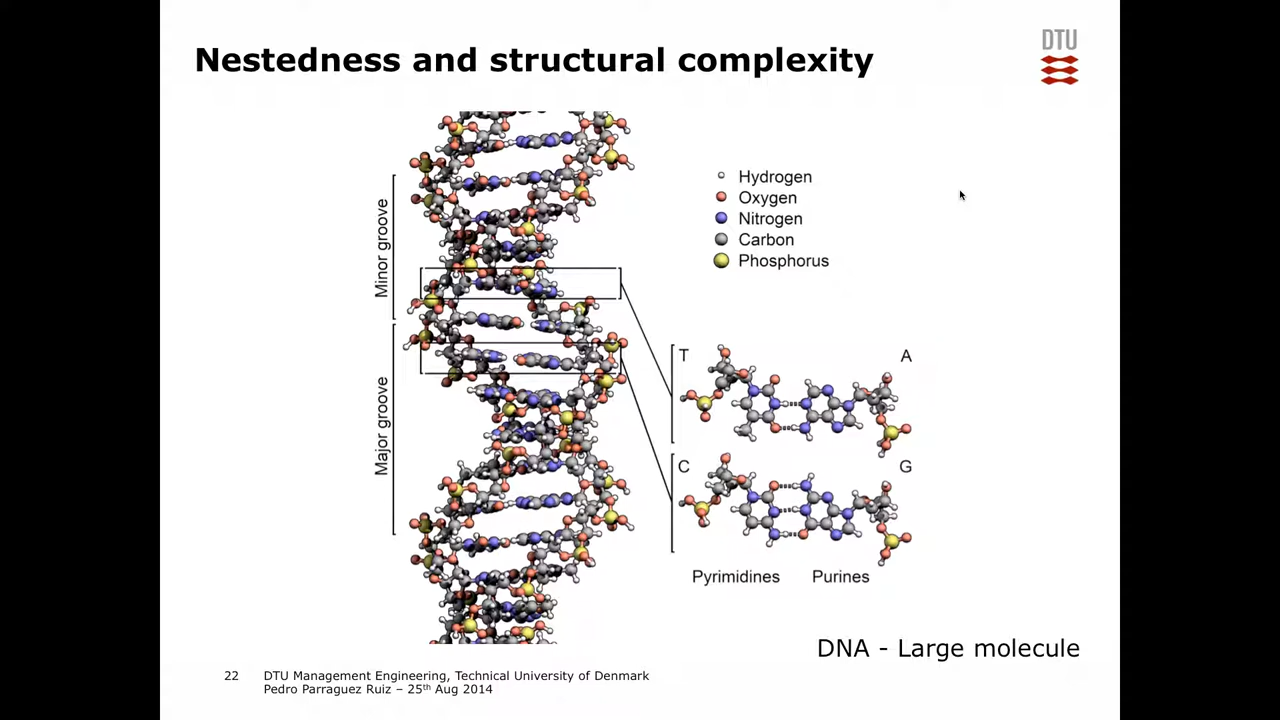 Nestedness and structural complexity
DTU
Minor groove
Major groove
Hydrogen
Oxygen
Nitrogen
Carbon
Phosphorus
T
A
C
G
Pyrimidines
Purines
DNA - Large molecule
22
DTU Management Engineering, Technical University of Denmark
Pedro Parraguez Ruiz – 25th Aug 2014